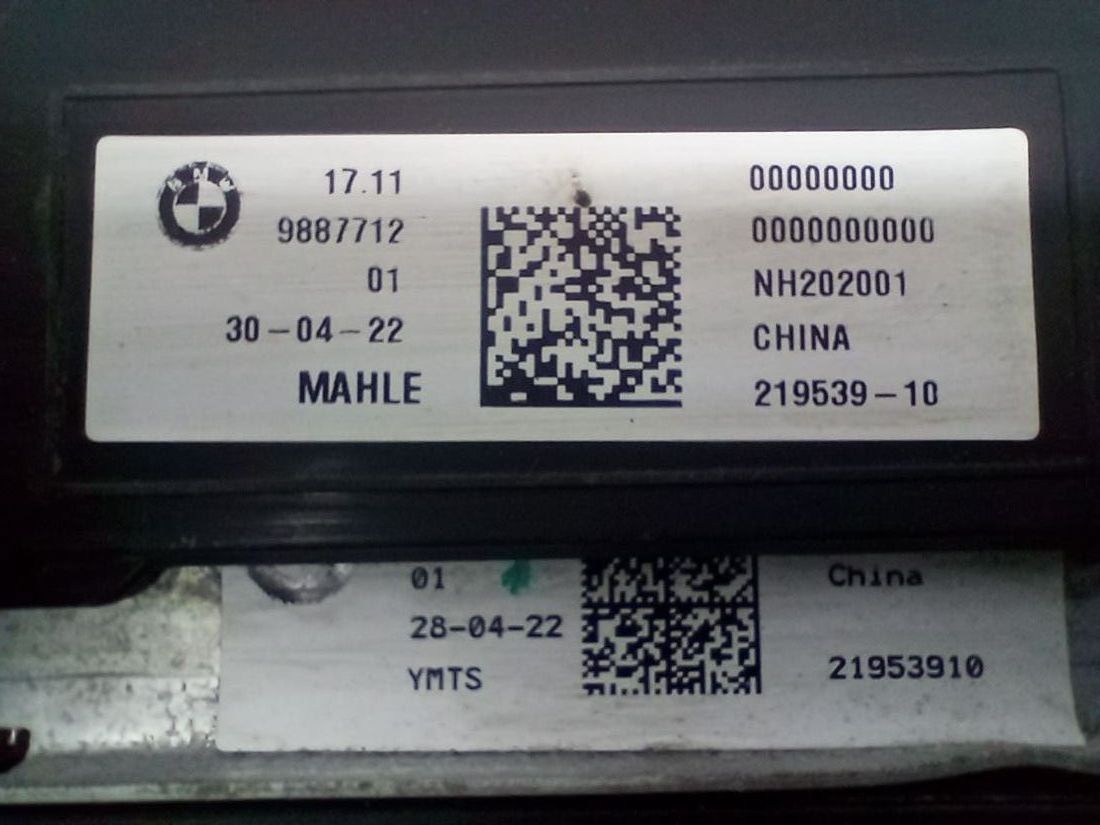 BMW
17.11
9887712
01
30-04-22
MAHLE
00000000
0000000000
NH202001
CHINA
219539-10
01
28-04-22
YMTS
China
21953910